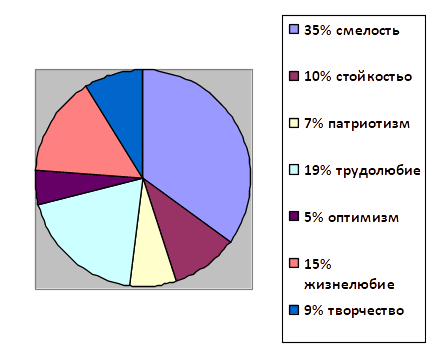 35% смелость
10% стойкостьо
7% патриотизм
19% трудолюбие
5% оптимизм
15%
жизнелюбие
9% творчество